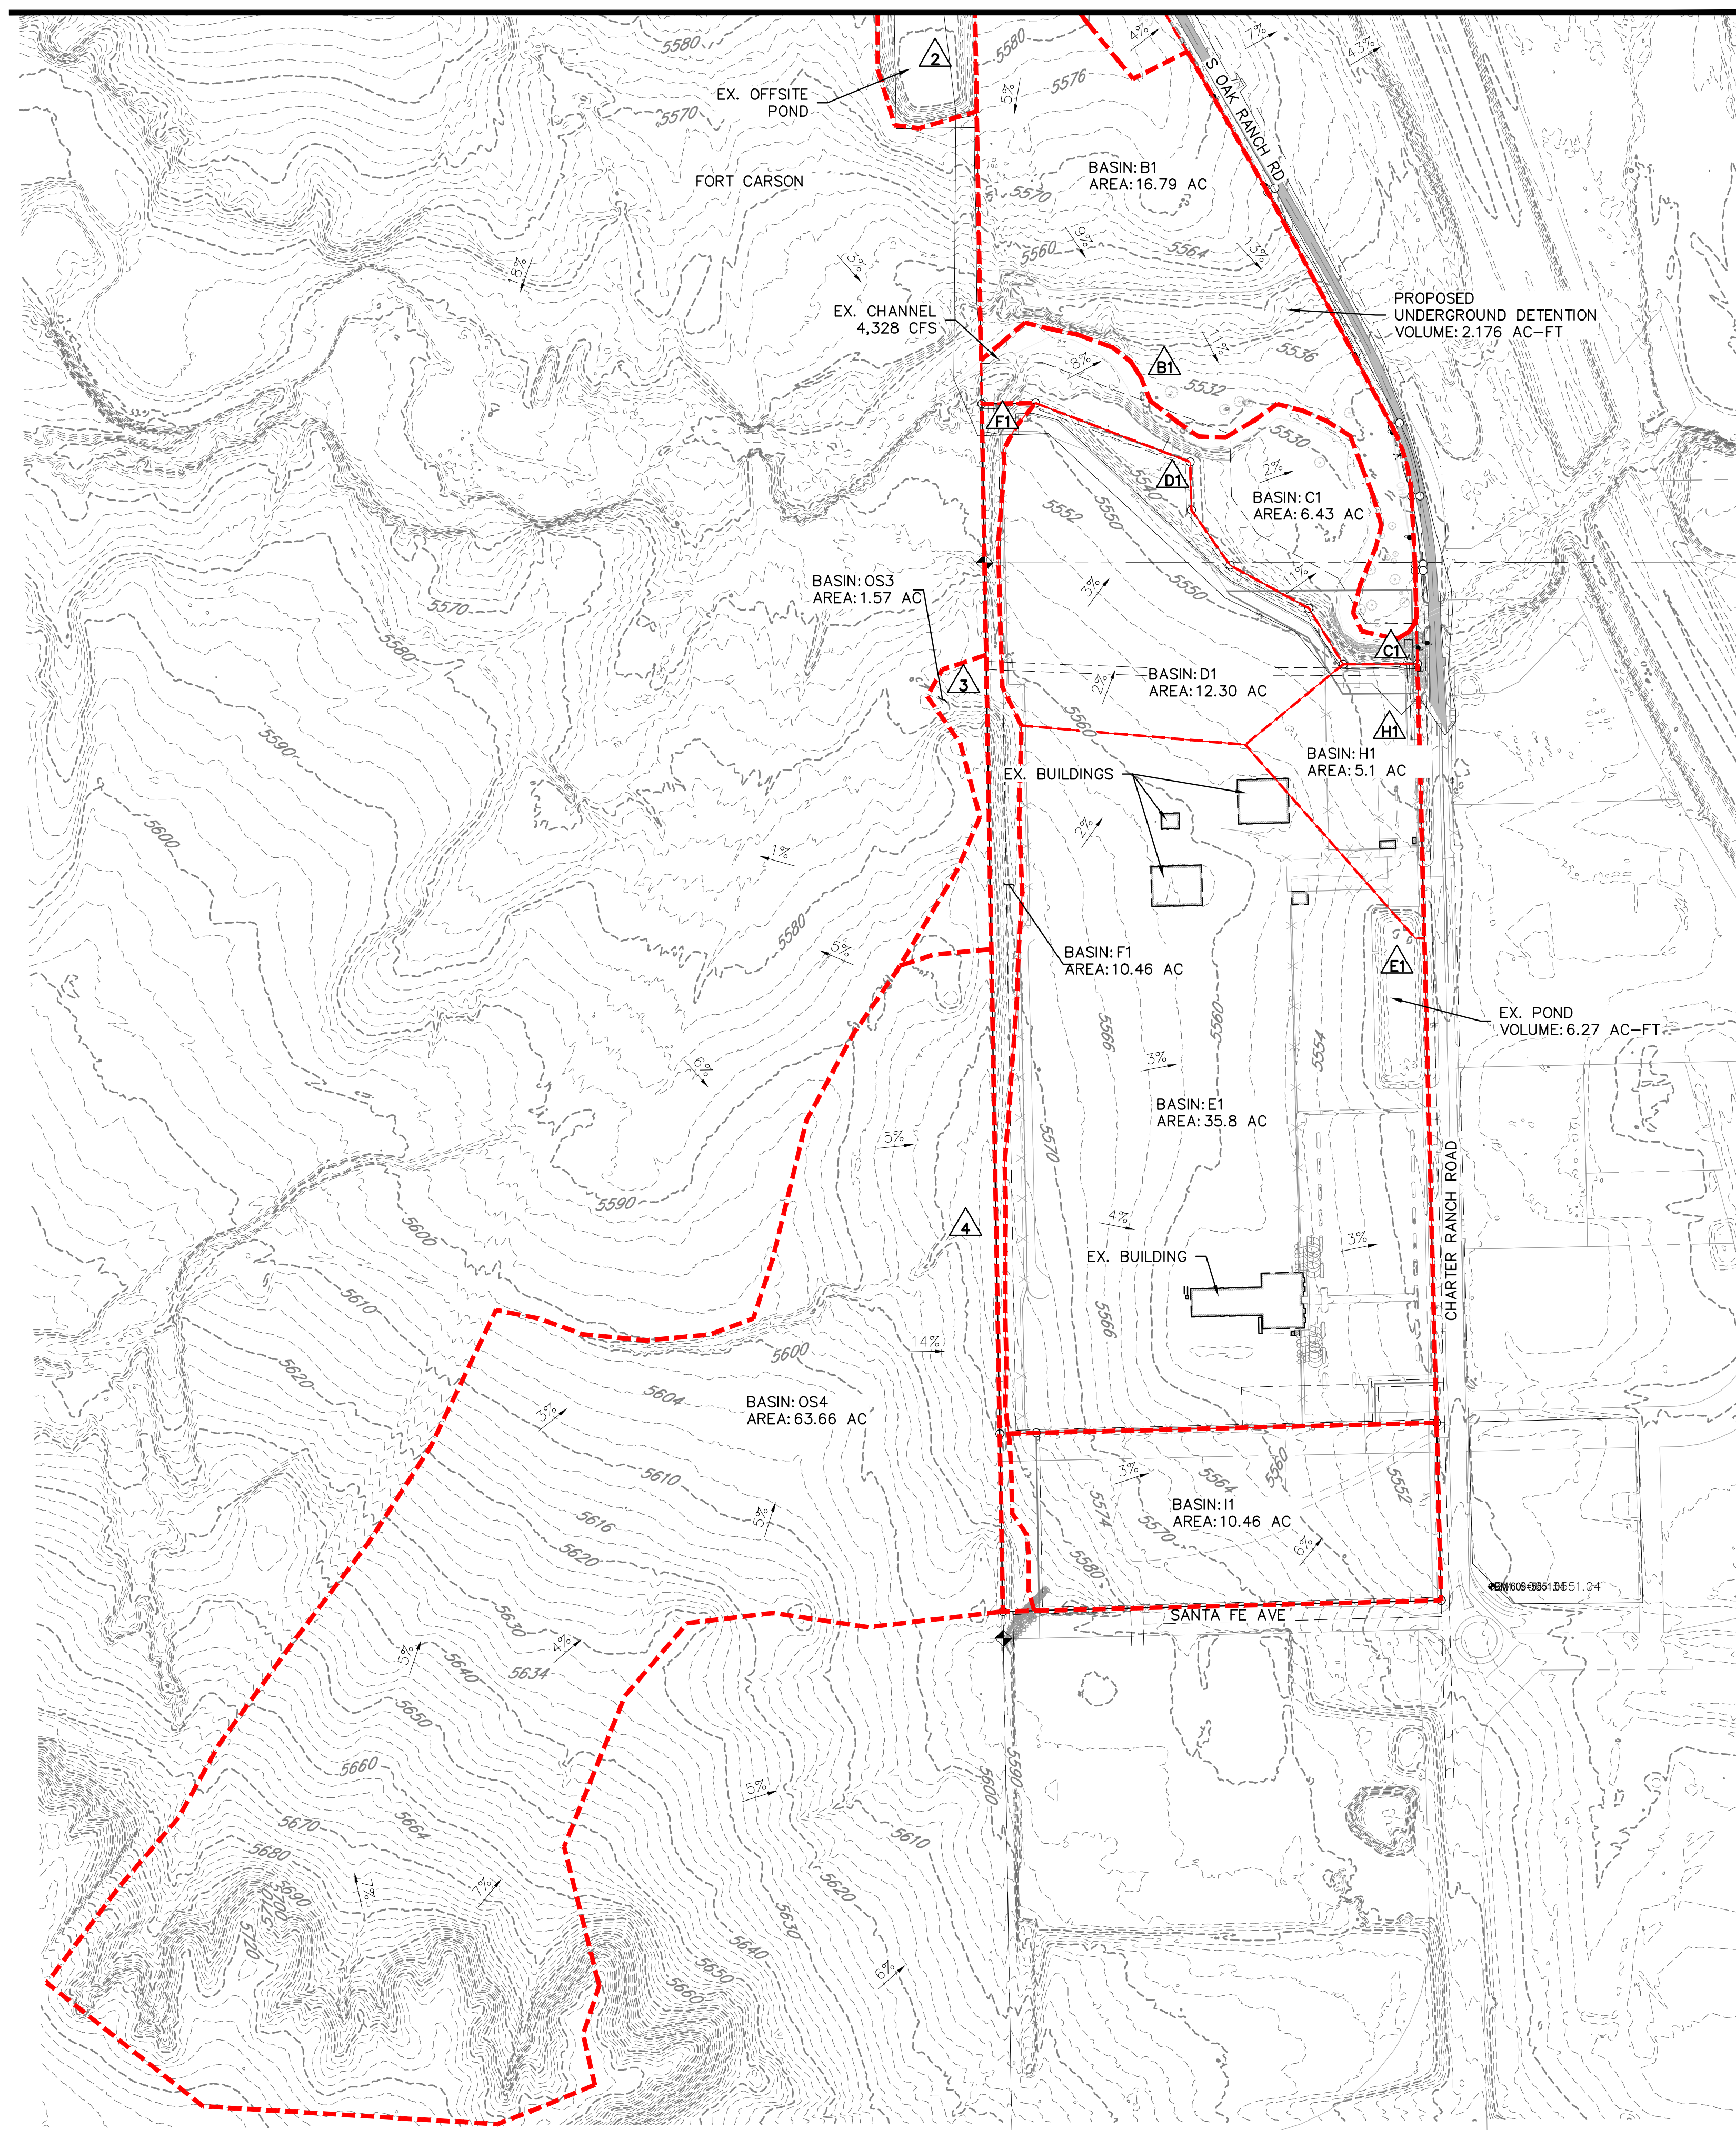 5580
5580
4%
7%
43%
2
EX. OFFSITE
POND
5%
5576
S OAK RANCH RD
5570
FORT CARSON
BASIN: B1
AREA: 16.79 AC
5570
5560
9%
5564
13%
8%
3%
EX. CHANNEL
4,328 CFS
PROPOSED
UNDERGROUND DETENTION
VOLUME: 2.176 AC-FT
5536
8%
B1
5532
F1
5530
D1
2%
BASIN: C1
AREA: 6.43 AC
5540
5550
5552
5550
BASIN: OS3
AREA: 1.57 AC
3%
5570
5580
C1
3
2%
BASIN: D1
AREA: 12.30 AC
5560
H1
BASIN: H1
AREA: 5.1 AC
5590
EX. BUILDINGS
5600
2%
1%
5580
5%
BASIN: F1
AREA: 10.46 AC
E1
EX. POND
VOLUME: 6.27 AC-FT
5566
5560
5554
6%
3%
BASIN: E1
AREA: 35.8 AC
5%
5570
5590
CHARTER RANCH ROAD
5600
4
4%
3%
EX. BUILDING
5610
5566
14%
5600
5620
5604
BASIN: OS4
AREA: 63.66 AC
3%
5610
3%
5564
5560
5552
5616
5%
5574
BASIN: I1
AREA: 10.46 AC
5570
5620
6%
5580
SANTA FE AVE
5630
4%
5%
5640
5634
5650
5660
5590
5600
5%
5670
5664
5610
5680
5690
5700
5710
5720
7%
7%
5620
5630
5640
5650
5660
6%